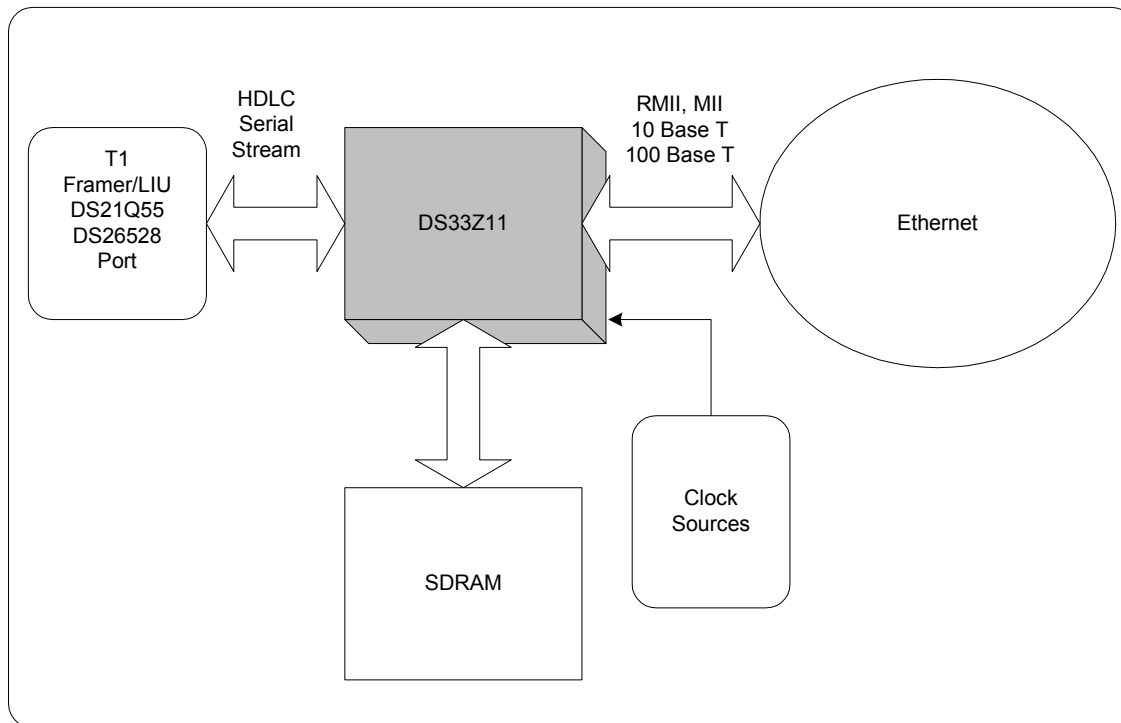 HDLC
Serial
Stream
RMII, MII
10 Base T
100 Base T
T1
Framer/LIU
DS21Q55
DS26528
Port
DS33Z11
Ethernet
Clock
Sources
SDRAM